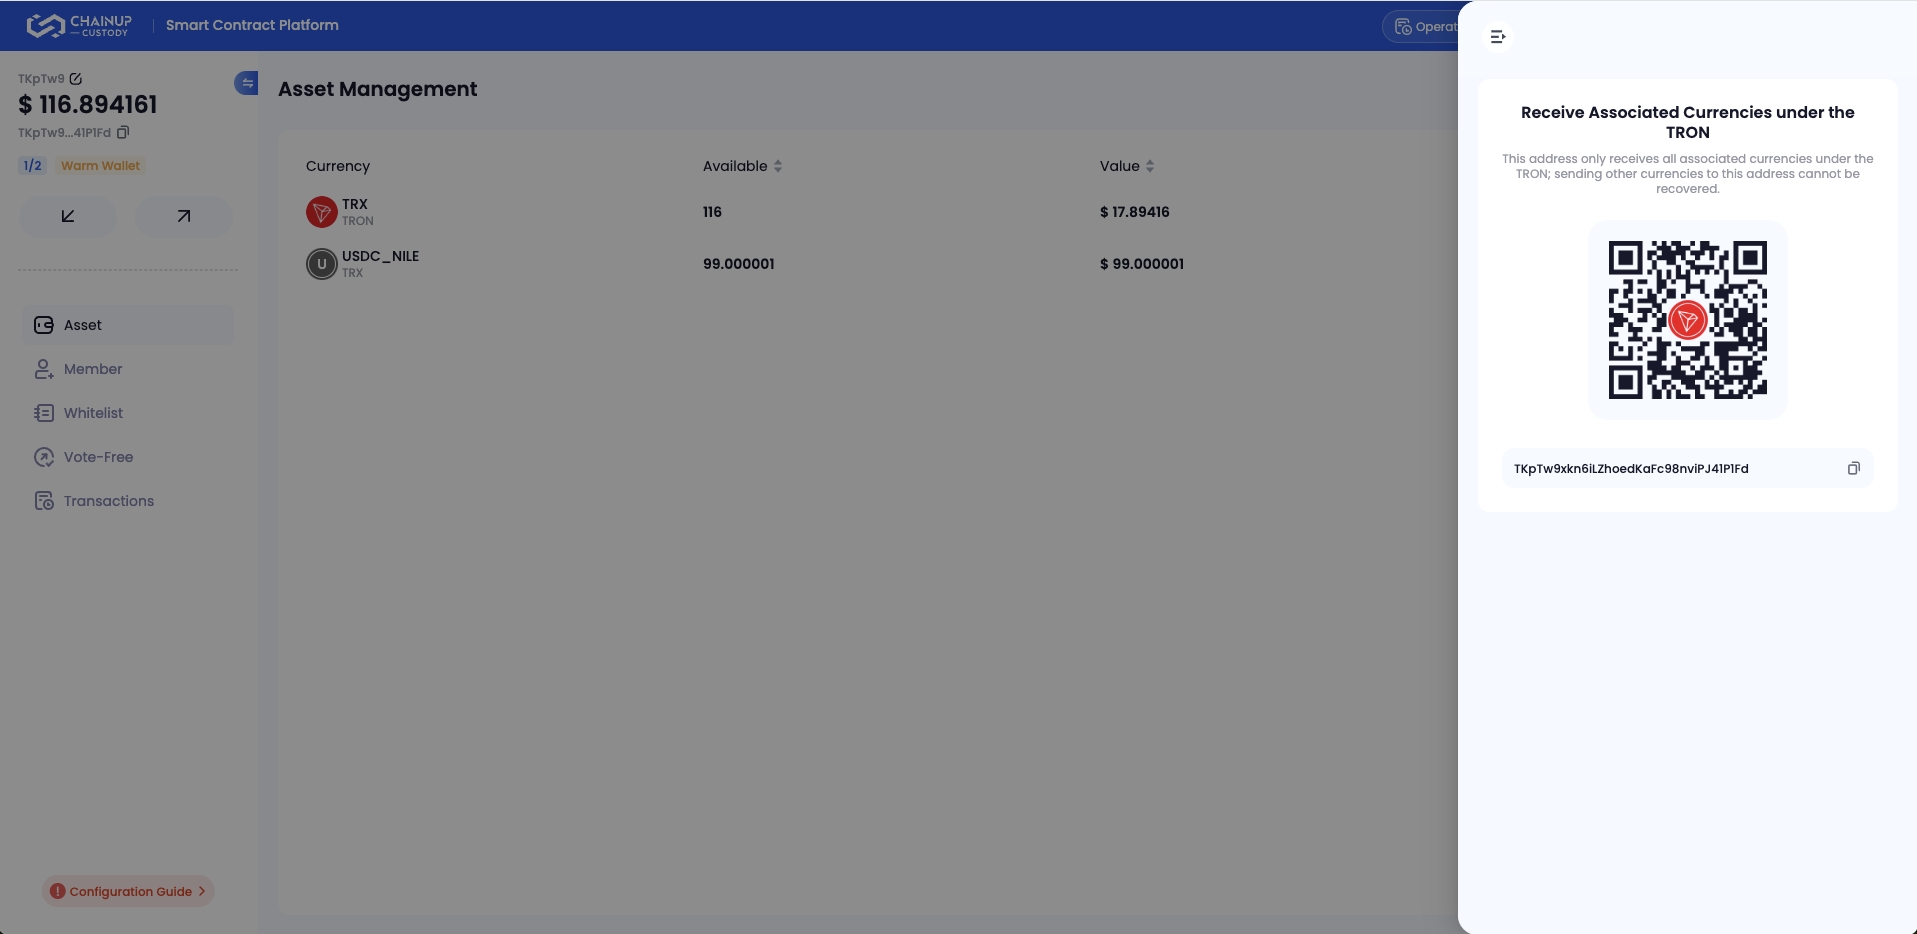 CHAINUP
CUSTODY
Smart Contract Platform
Operat
TKpTw9
$ 116.894161
TKpTw9...41P1Fd
1/2
Warm Wallet
Asset
Member
Whitelist
Vote-Free
Transactions
Configuration Guide
Asset Management
Currency Available Value
TRX
TRON
116
$ 17.89416
U
USDC_NILE
TRX
99.000001
$ 99.000001
Receive Associated Currencies under the
TRON
This address only receives all associated currencies under the
TRON; sending other currencies to this address cannot be
recovered.
TKpTw9xkn6iLZhoedKaFc98nviPJ41P1Fd